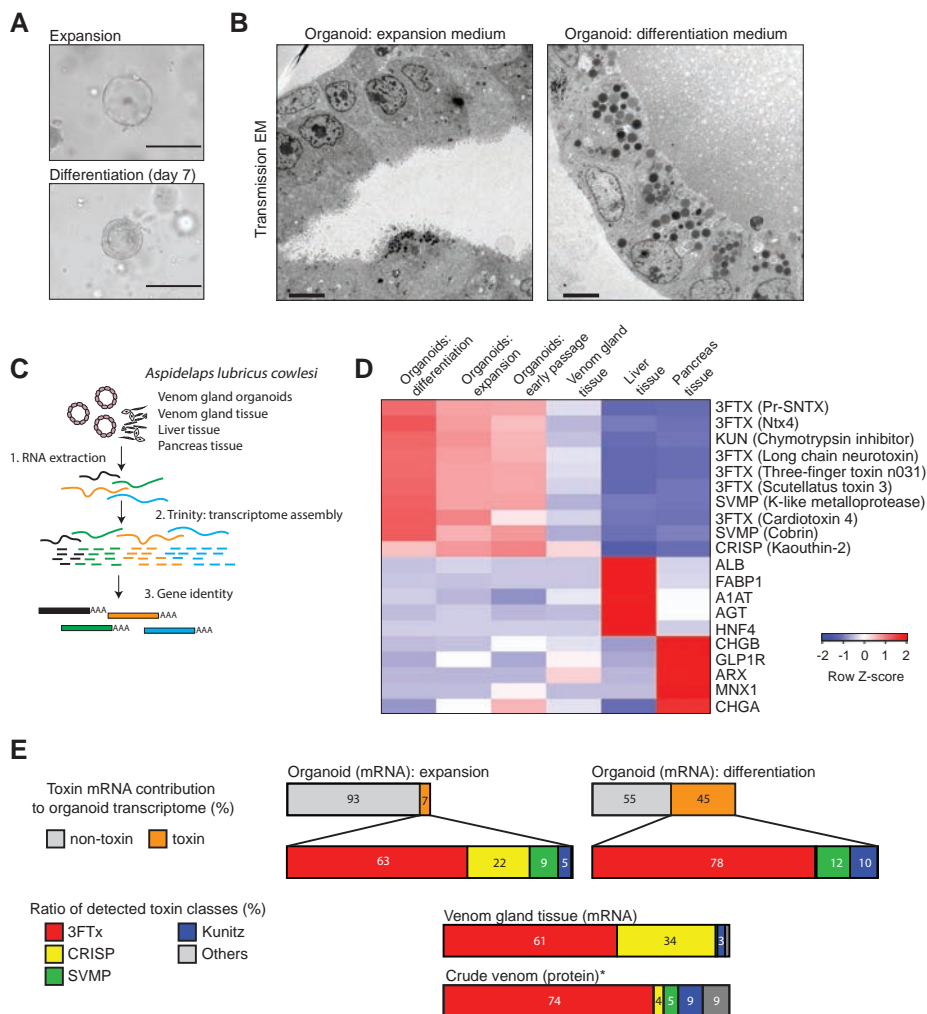 A
Expansion
Differentiation (day 7)
B
Organoid: expansion medium
Organoid: differentiation medium
Transmission EM
C
Aspidelaps lubricus cowlesi
Venom gland organoids
Venom gland tissue
Liver tissue
Pancreas tissue
1. RNA extraction
2. Trinity: transcriptome assembly
3. Gene identity
AAA
AAA
AAA
AAA
D
Organoids:
differentiation
Organoids:
expansion
Organoids:
early passage
Venom gland
tissue
Liver
tissue
Pancreas
tissue
3FTX (Pr-SNTX)
3FTX (Ntx4)
KUN (Chymotrypsin inhibitor)
3FTX (Long chain neurotoxin)
3FTX (Three-finger toxin n031)
3FTX (Scutellatus toxin 3)
SVMP (K-like metalloprotease)
3FTX (Cardiotoxin 4)
SVMP (Cobrin)
CRISP (Kaouthin-2)
ALB
FABP1
A1AT
AGT
HNF4
CHGB
GLP1R
ARX
MNX1
CHGA
-2 -1 0 1 2
Row Z-score
E
Toxin mRNA contribution
to organoid transcriptome (%)
non-toxin toxin
Organoid (mRNA): expansion
93 7
63 22 9 5
Organoid (mRNA): differentiation
55 45
78 12 10
Ratio of detected toxin classes (%)
3FTx Kunitz
CRISP Others
SVMP
Venom gland tissue (mRNA)
61 34 3
Crude venom (protein)*
74 4 5 9 9